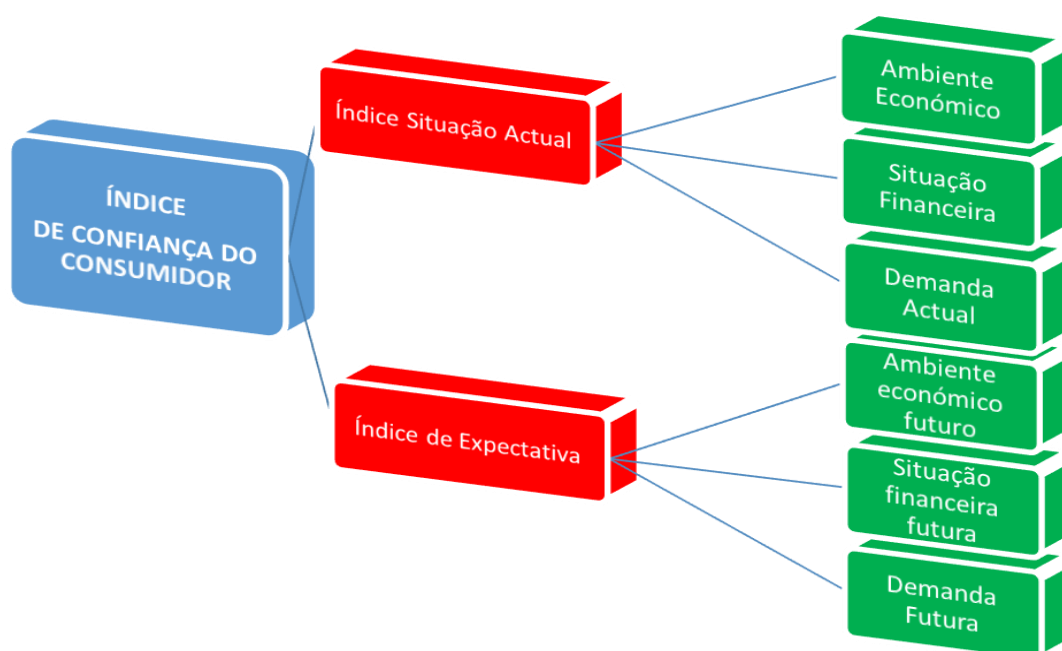 ÍNDICE
DE CONFIANÇA DO
CONSUMIDOR
Índice Situação Actual
Ambiente
Económico
Situação
Financeira
Demanda
Actual
Índice de Expectativa
Ambiente
económico
futuro
Situação
financeira
futura
Demanda
Futura